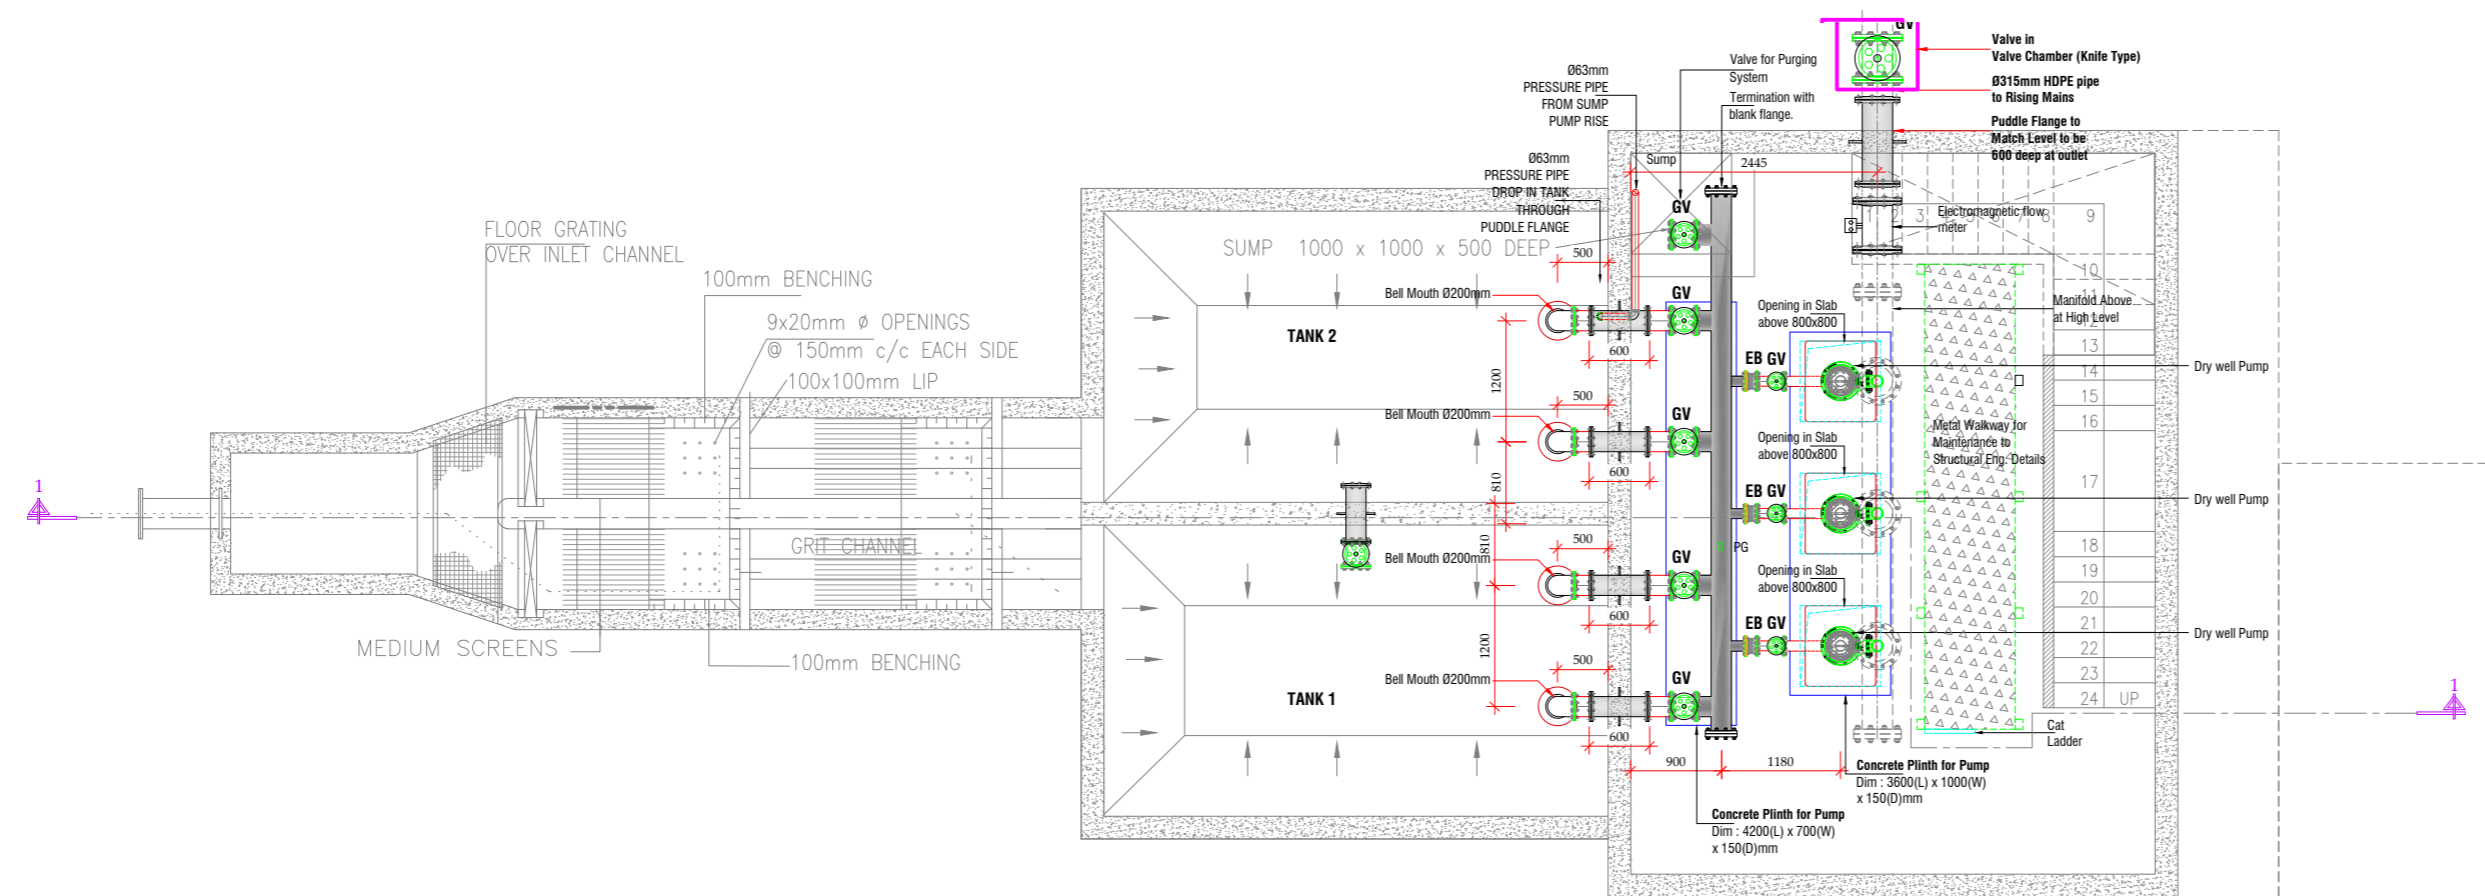 GV
Valve in
Valve Chamber (Knife Type)
Ø315mm HDPE pipe
to Rising Mains
Puddle Flange to
Match Level to be
600 deep at outlet
Valve for Purging
System
Termination with
blank flange.
Ø63mm
PRESSURE PIPE
FROM SUMP
PUMP RISE
Ø63mm
PRESSURE PIPE
DROP IN TANK
THROUGH
PUDDLE FLANGE
Sump
2445
GV
SUMP 1000 x 1000 x 500 DEEP
FLOOR GRATING
OVER INLET CHANNEL
100mm BENCHING
9x20mm ø OPENINGS
@ 150mm c/c EACH SIDE
100x100mm LIP
GRIT CHANNEL
MEDIUM SCREENS
100mm BENCHING
1
TANK 2
TANK 1
500
Bell Mouth Ø200mm
600
GV
1200
500
Bell Mouth Ø200mm
600
GV
810
810
500
Bell Mouth Ø200mm
600
GV
1200
500
Bell Mouth Ø200mm
600
GV
900
1180
PG
EB GV
EB GV
EB GV
Opening in Slab
above 800x800
Opening in Slab
above 800x800
Opening in Slab
above 800x800
Electromagnetic flow
meter
1 2 3 4 5 6 7 8 9
10
11
12
13
14
15
16
17
18
19
20
21
22
23
24 UP
Manifold Above
at High Level
Metal Walkway for
Maintenance to
Structural Eng. Details
Dry well Pump
Dry well Pump
Dry well Pump
Cat
Ladder
1
Concrete Plinth for Pump
Dim : 3600(L) x 1000(W)
x 150(D)mm
Concrete Plinth for Pump
Dim : 4200(L) x 700(W)
x 150(D)mm